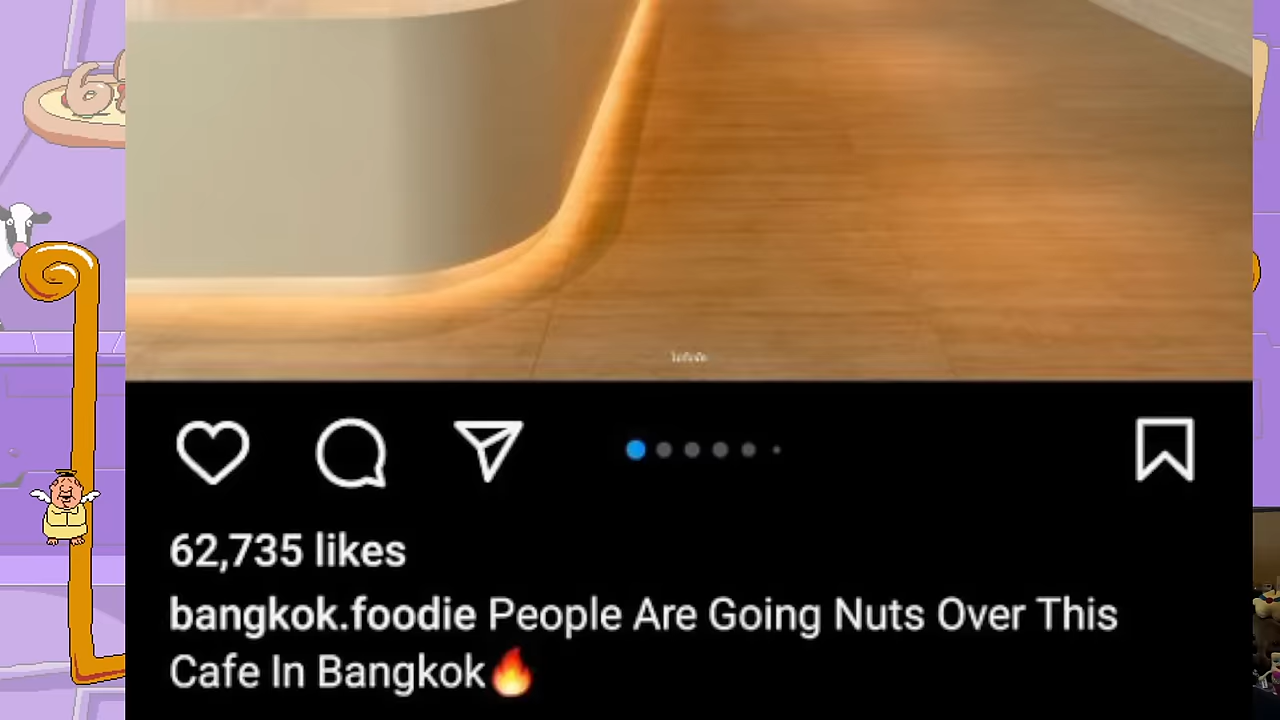 62,735 likes
bangkok.foodie People Are Going Nuts Over This
Cafe In Bangkok🔥